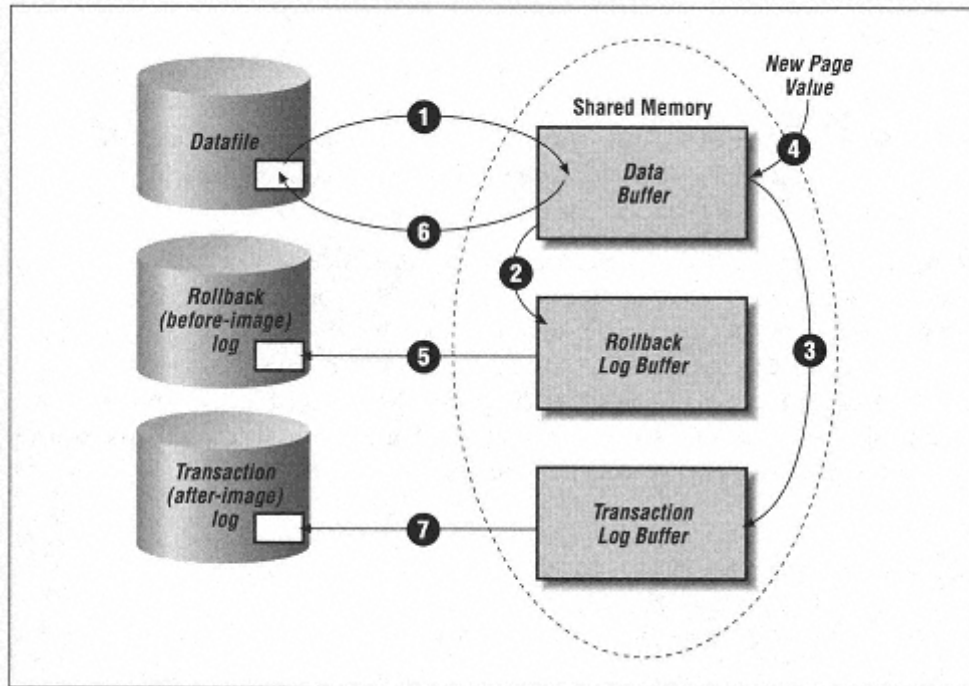 New Page
Value
Shared Memory
1
4
Datafile
Data
Buffer
6
2
Rollback
(before-image)
log
5
Rollback
Log Buffer
3
Transaction
(after-image)
log
7
Transaction
Log Buffer